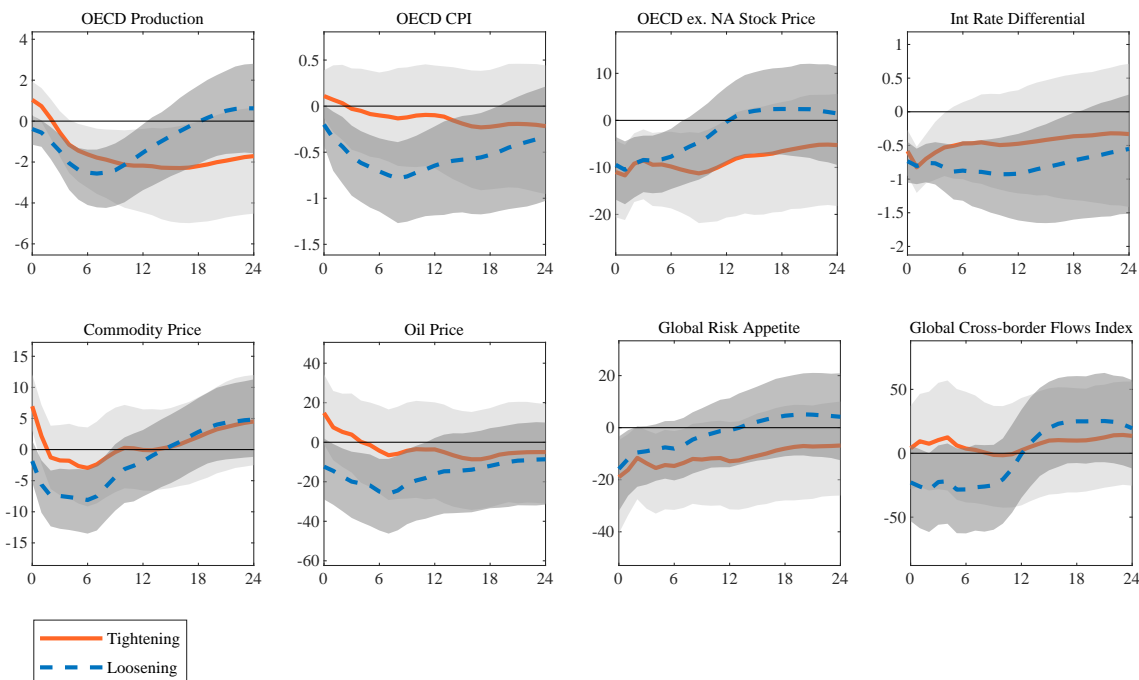 OECD Production
4
2
0
-2
-4
-6
0 6 12 18 24
OECD CPI
0.5
0
-0.5
-1
-1.5
0 6 12 18 24
OECD ex. NA Stock Price
10
0
-10
-20
0 6 12 18 24
Int Rate Differential
0.5
0
-0.5
-1
-1.5
-2
0 6 12 18 24
Commodity Price
15
10
5
0
-5
-10
-15
0 6 12 18 24
Oil Price
40
20
0
-20
-40
-60
0 6 12 18 24
Global Risk Appetite
20
0
-20
-40
0 6 12 18 24
Global Cross-border Flows Index
50
0
-50
0 6 12 18 24
Tightening
Loosening